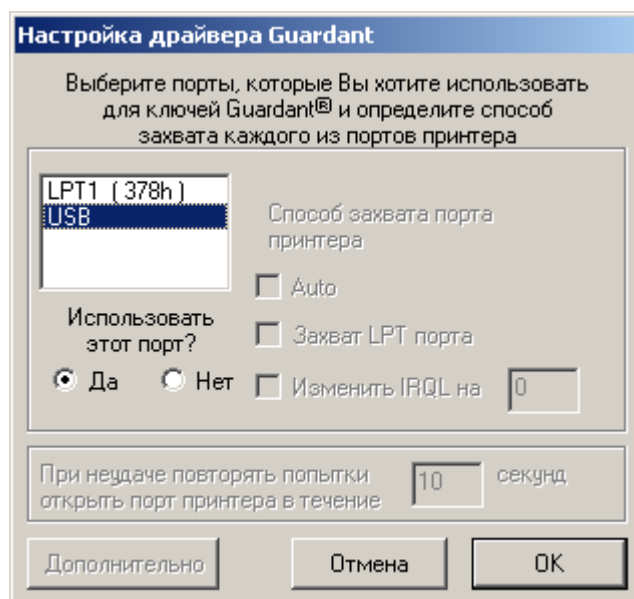 Настройка драйвера Guardant
Выберите порты, которые Вы хотите использовать
для ключей Guardant® и определите способ
захвата каждого из портов принтера
LPT1 ( 378h )
USB
Способ захвата порта
принтера
Auto
Использовать
этот порт?
Захват LPT порта
Да Нет
Изменить IRQL на 0
При неудаче повторять попытки
открыть порт принтера в течение 10 секунд
Дополнительно Отмена OK